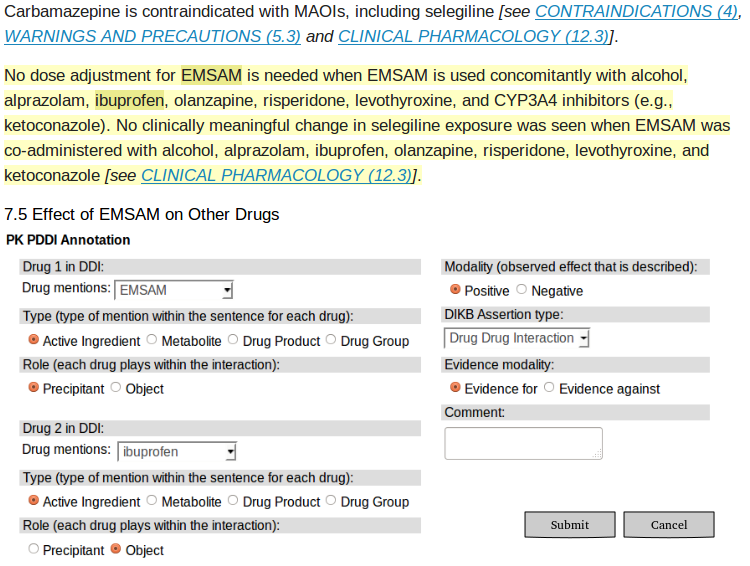 Carbamazepine is contraindicated with MAOIs, including selegiline [see CONTRAINDICATIONS (4),
WARNINGS AND PRECAUTIONS (5.3) and CLINICAL PHARMACOLOGY (12.3)].
No dose adjustment for EMSAM is needed when EMSAM is used concomitantly with alcohol,
alprazolam, ibuprofen, olanzapine, risperidone, levothyroxine, and CYP3A4 inhibitors (e.g.,
ketoconazole). No clinically meaningful change in selegiline exposure was seen when EMSAM was
co-administered with alcohol, alprazolam, ibuprofen, olanzapine, risperidone, levothyroxine, and
ketoconazole [see CLINICAL PHARMACOLOGY (12.3)].
7.5 Effect of EMSAM on Other Drugs
PK PDDI Annotation
Drug 1 in DDI:
Drug mentions: EMSAM
Type (type of mention within the sentence for each drug):
Active Ingredient Metabolite Drug Product Drug Group
Role (each drug plays within the interaction):
Precipitant Object
Drug 2 in DDI:
Drug mentions: ibuprofen
Type (type of mention within the sentence for each drug):
Active Ingredient Metabolite Drug Product Drug Group
Role (each drug plays within the interaction):
Precipitant Object
Modality (observed effect that is described):
Positive Negative
DIKB Assertion type:
Drug Drug Interaction
Evidence modality:
Evidence for Evidence against
Comment:
Submit Cancel